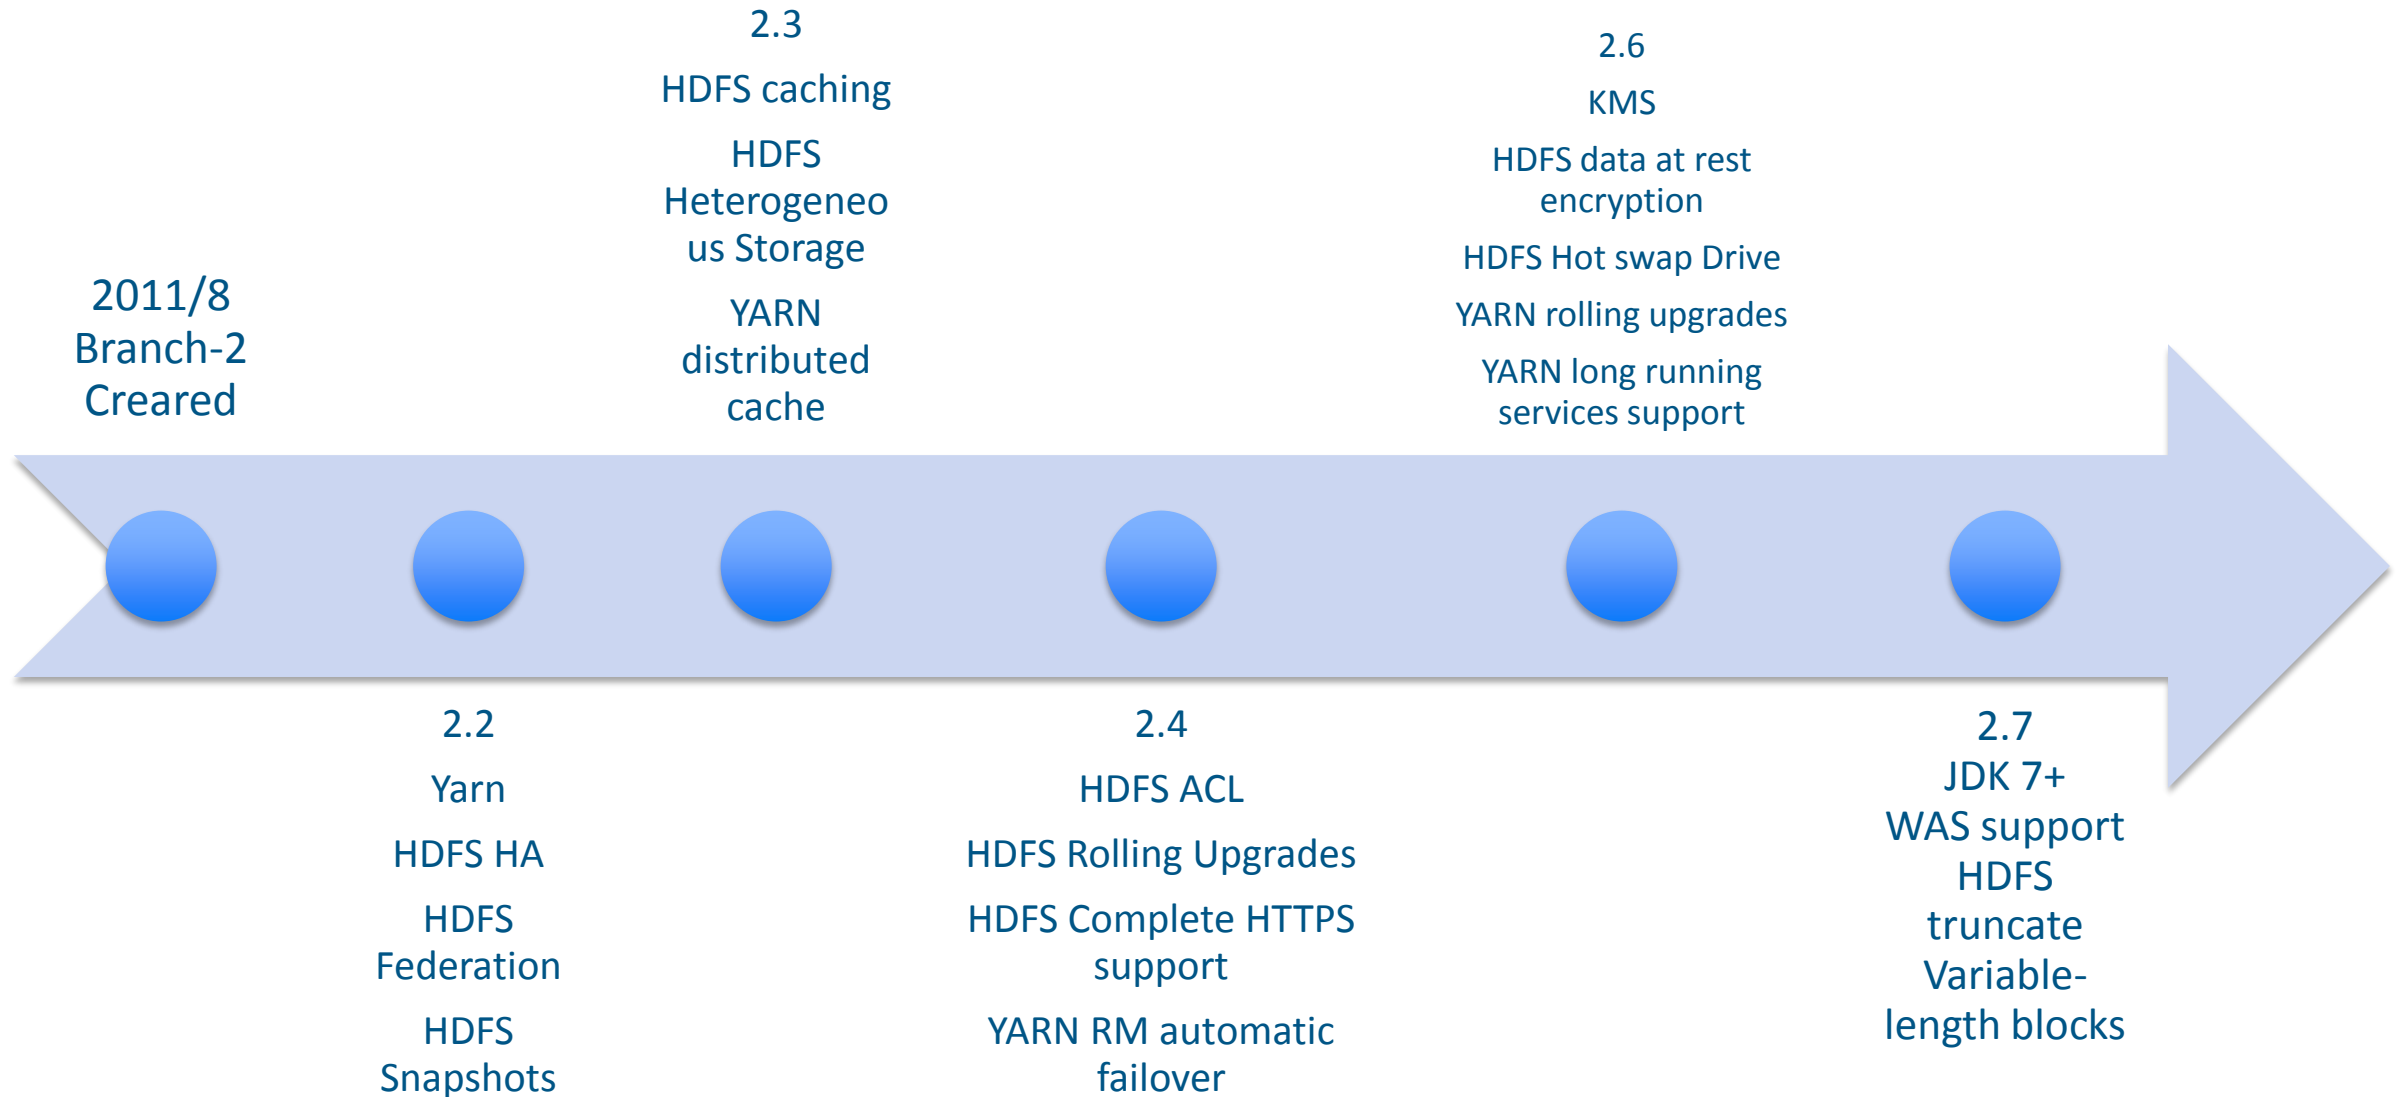 2011/8
Branch-2
Creared
2.2
Yarn
HDFS HA
HDFS
Federation
HDFS
Snapshots
2.3
HDFS caching
HDFS
Heterogeneo
us Storage
YARN
distributed
cache
2.4
HDFS ACL
HDFS Rolling Upgrades
HDFS Complete HTTPS
support
YARN RM automatic
failover
2.6
KMS
HDFS data at rest
encryption
HDFS Hot swap Drive
YARN rolling upgrades
YARN long running
services support
2.7
JDK 7+
WAS support
HDFS
truncate
Variable-
length blocks